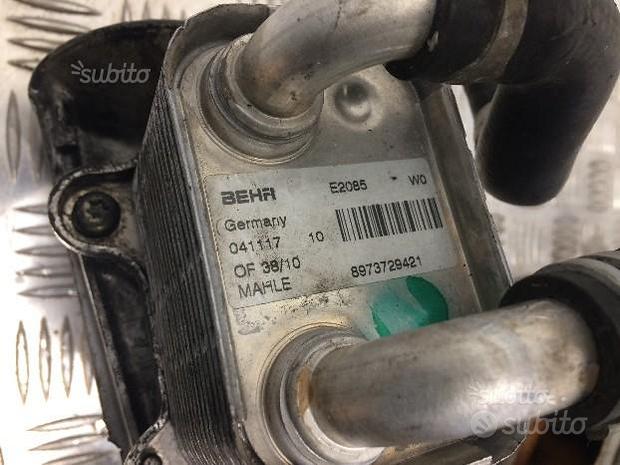 subito
BEHR E2085 W0
Germany
041117 10
OF 38/10 8973729421
MAHLE
subito